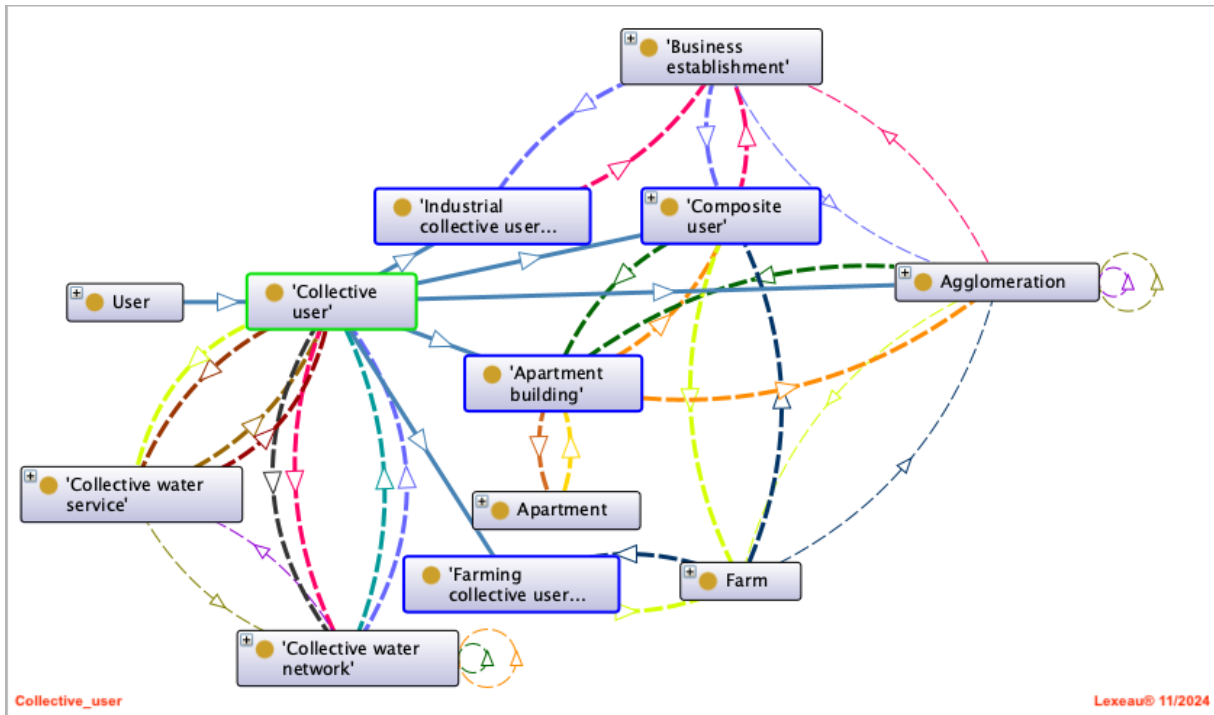 'Business
establishment'
'Industrial
collective user...
'Composite
user'
User
'Collective
user'
Agglomeration
'Apartment
building'
'Collective water
service'
Apartment
'Farming
collective user...
Farm
'Collective water
network'
Collective_user
Lexeau® 11/2024